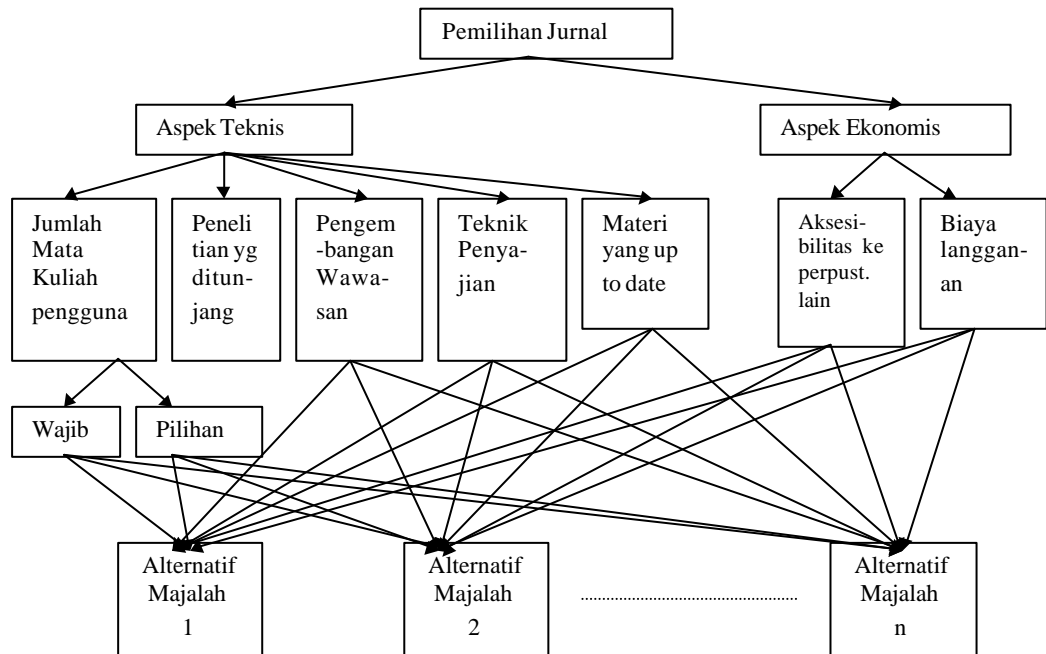 Pemilihan Jurnal
Aspek Teknis
Aspek Ekonomis
Jumlah
Mata
Kuliah
pengguna
Peneli
tian yg
ditun-
jang
Pengem
-bangan
Wawa-
san
Teknik
Penya-
jian
Materi
yang up
to date
Aksesi-
bilitas ke
perpust.
lain
Biaya
langgan-
an
Wajib
Pilihan
Alternatif
Majalah
1
Alternatif
Majalah
2
Alternatif
Majalah
n